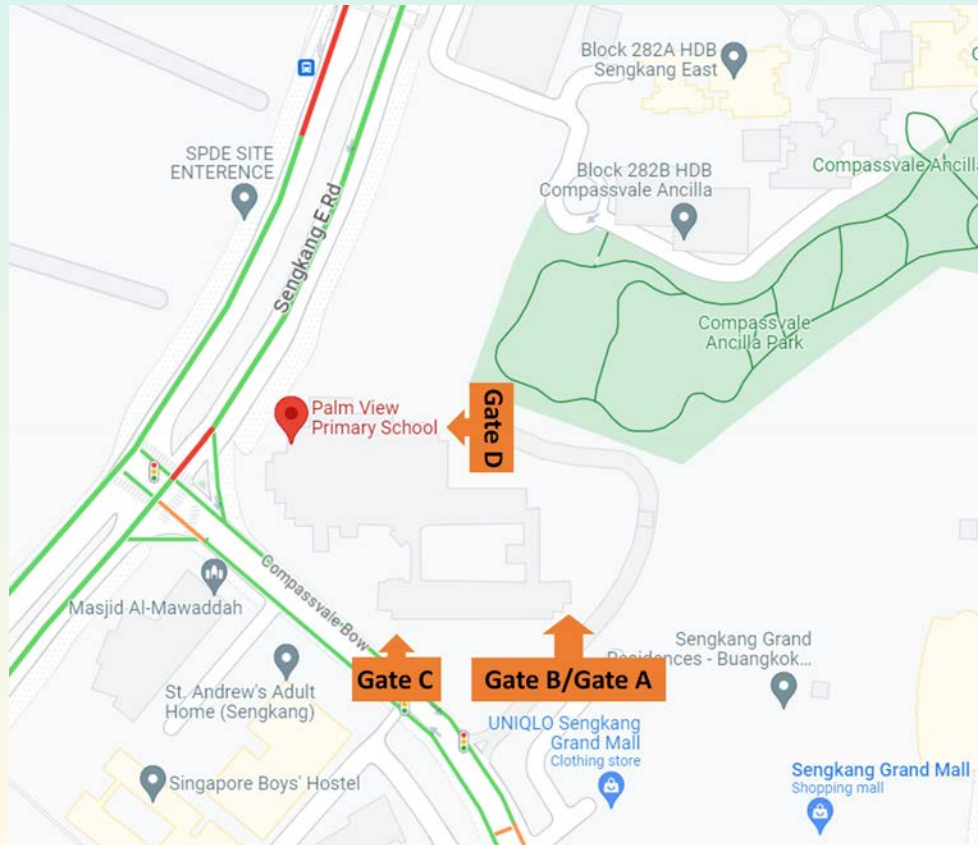 Block 282A HDB
Sengkang East
SPDE SITE
ENTERENCE
Block 282B HDB
Compassvale Ancilla
Compassvale Ancilla
Sengkang E Rd
Compassvale
Ancilla Park
Palm View
Primary School
Gate D
Compassvale Bow
Masjid Al-Mawaddah
Sengkang Grand
Residences - Buangkok...
Gate C
Gate B/Gate A
St. Andrew's Adult
Home (Sengkang)
UNIQLO Sengkang
Grand Mall
Clothing store
Singapore Boys' Hostel
Sengkang Grand Mall
Shopping mall